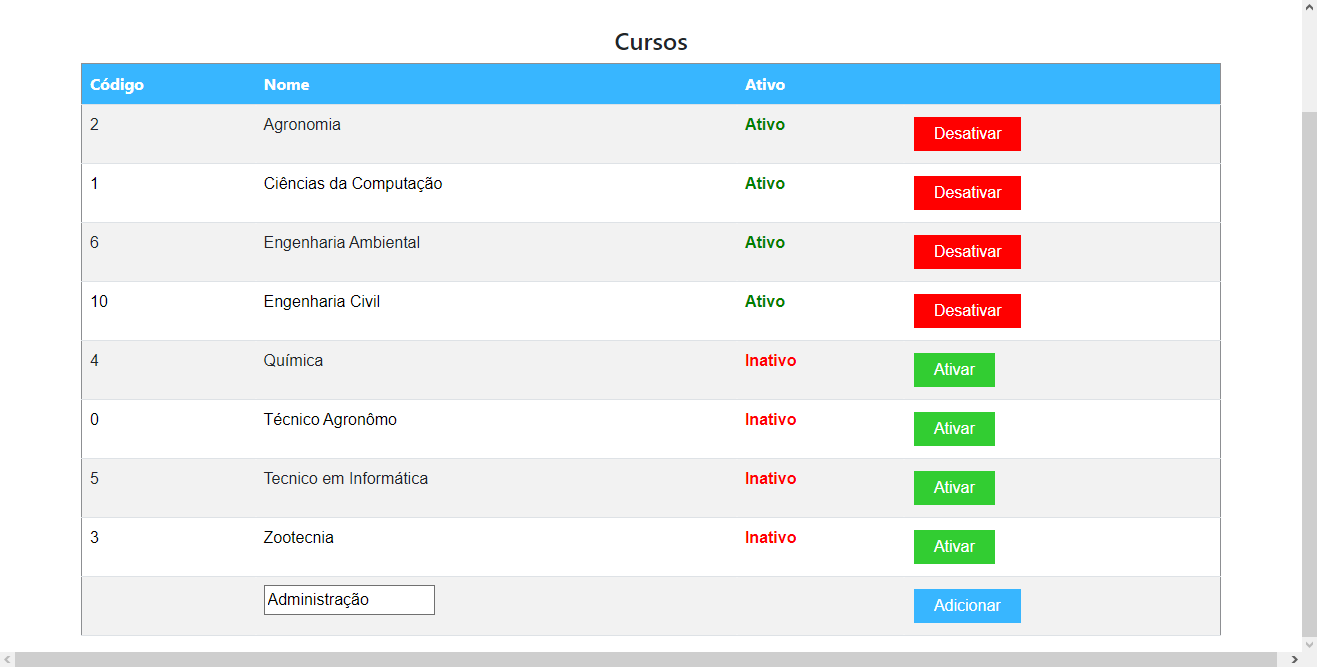 Cursos
Código Nome Ativo
2 Agronomia Ativo Desativar
1 Ciências da Computação Ativo Desativar
6 Engenharia Ambiental Ativo Desativar
10 Engenharia Civil Ativo Desativar
4 Química Inativo Ativar
0 Técnico Agronômo Inativo Ativar
5 Tecnico em Informática Inativo Ativar
3 Zootecnia Inativo Ativar
Administração Adicionar